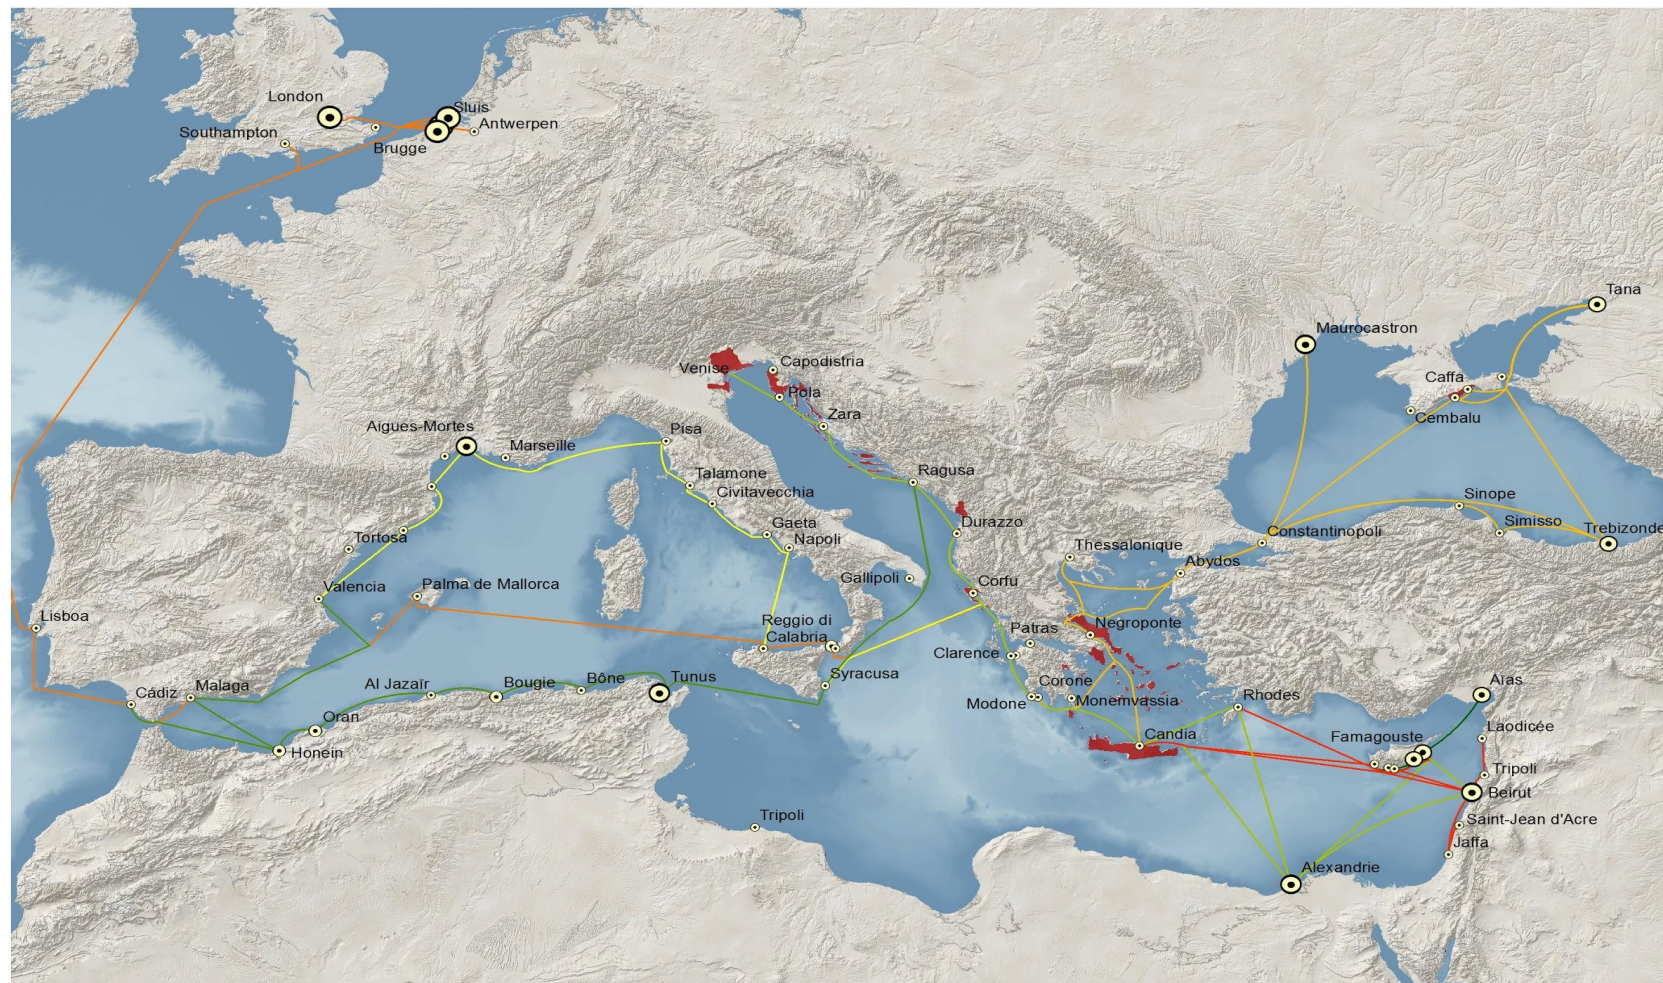 London
Sluis
Southampton
Antwerpen
Brugge
Tana
Maurocastron
Venise
Capodistria
Caffa
Pola
Cembalu
Zara
Aigues-Mortes
Pisa
Marseille
Ragusa
Talamone
Civitavecchia
Sinope
Gaeta
Durazzo
Simisso
Constantinopoli
Trebizonde
Tortosa
Napoli
Thessalonique
Abydos
Gallipoli
Corfu
Valencia
Palma de Mallorca
Lisboa
Reggio di
Calabria
Patras
Negroponte
Clarence
Syracusa
Cádiz
Malaga
Al Jazaïr
Bougie
Bône
Tunus
Corone
Modone
Monemvassia
Rhodes
Aïas
Oran
Candia
Famagouste
Laodicée
Honein
Tripoli
Beirut
Tripoli
Saint-Jean d'Acre
Jaffa
Alexandrie